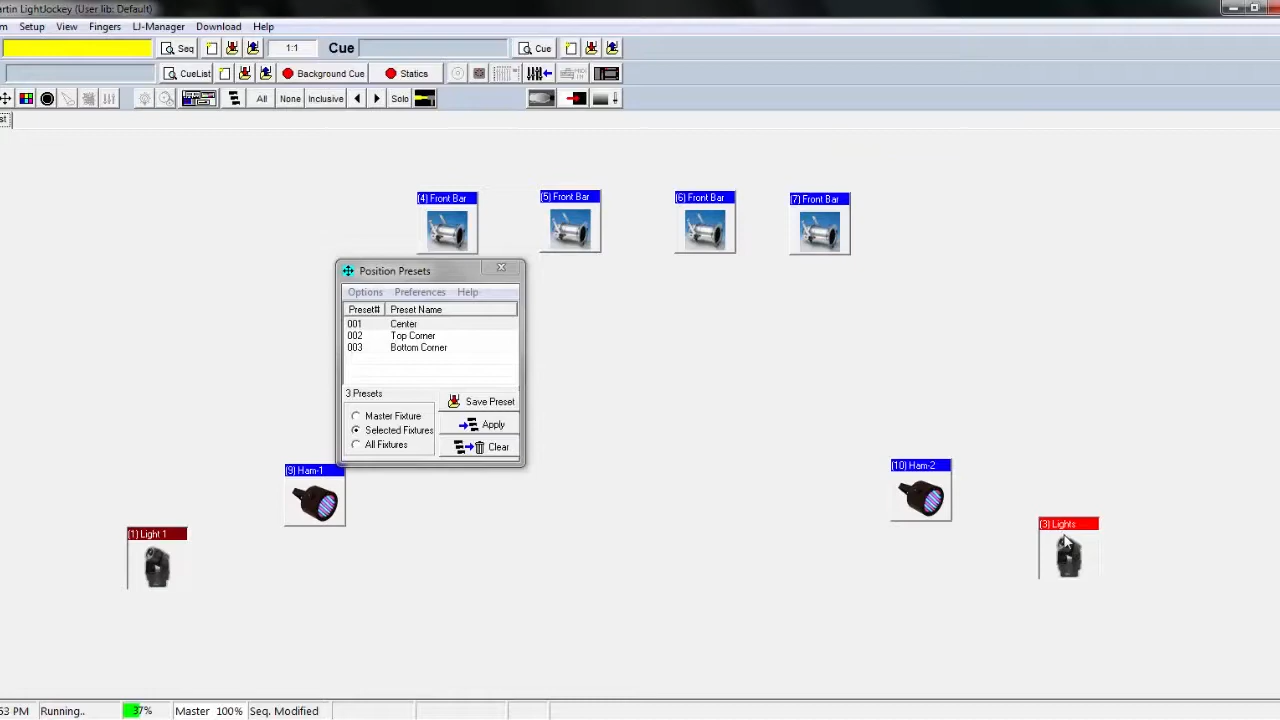 artin LightJockey (User lib: Default)
m Setup View Fingers LJ-Manager Download Help
Seq 1:1 Cue Cue
CueList Background Cue Statics
All None Inclusive Solo
st
(4) Front Bar
(5) Front Bar
(6) Front Bar
(7) Front Bar
Position Presets
Options Preferences Help
Preset# Preset Name
001 Center
002 Top Corner
003 Bottom Corner
3 Presets
Save Preset
Master Fixture
Selected Fixtures
All Fixtures
Apply
Clear
(9) Ham-1
(10) Ham-2
(1) Light 1
(3) Lights
53 PM Running.. 37% Master 100% Seq. Modified